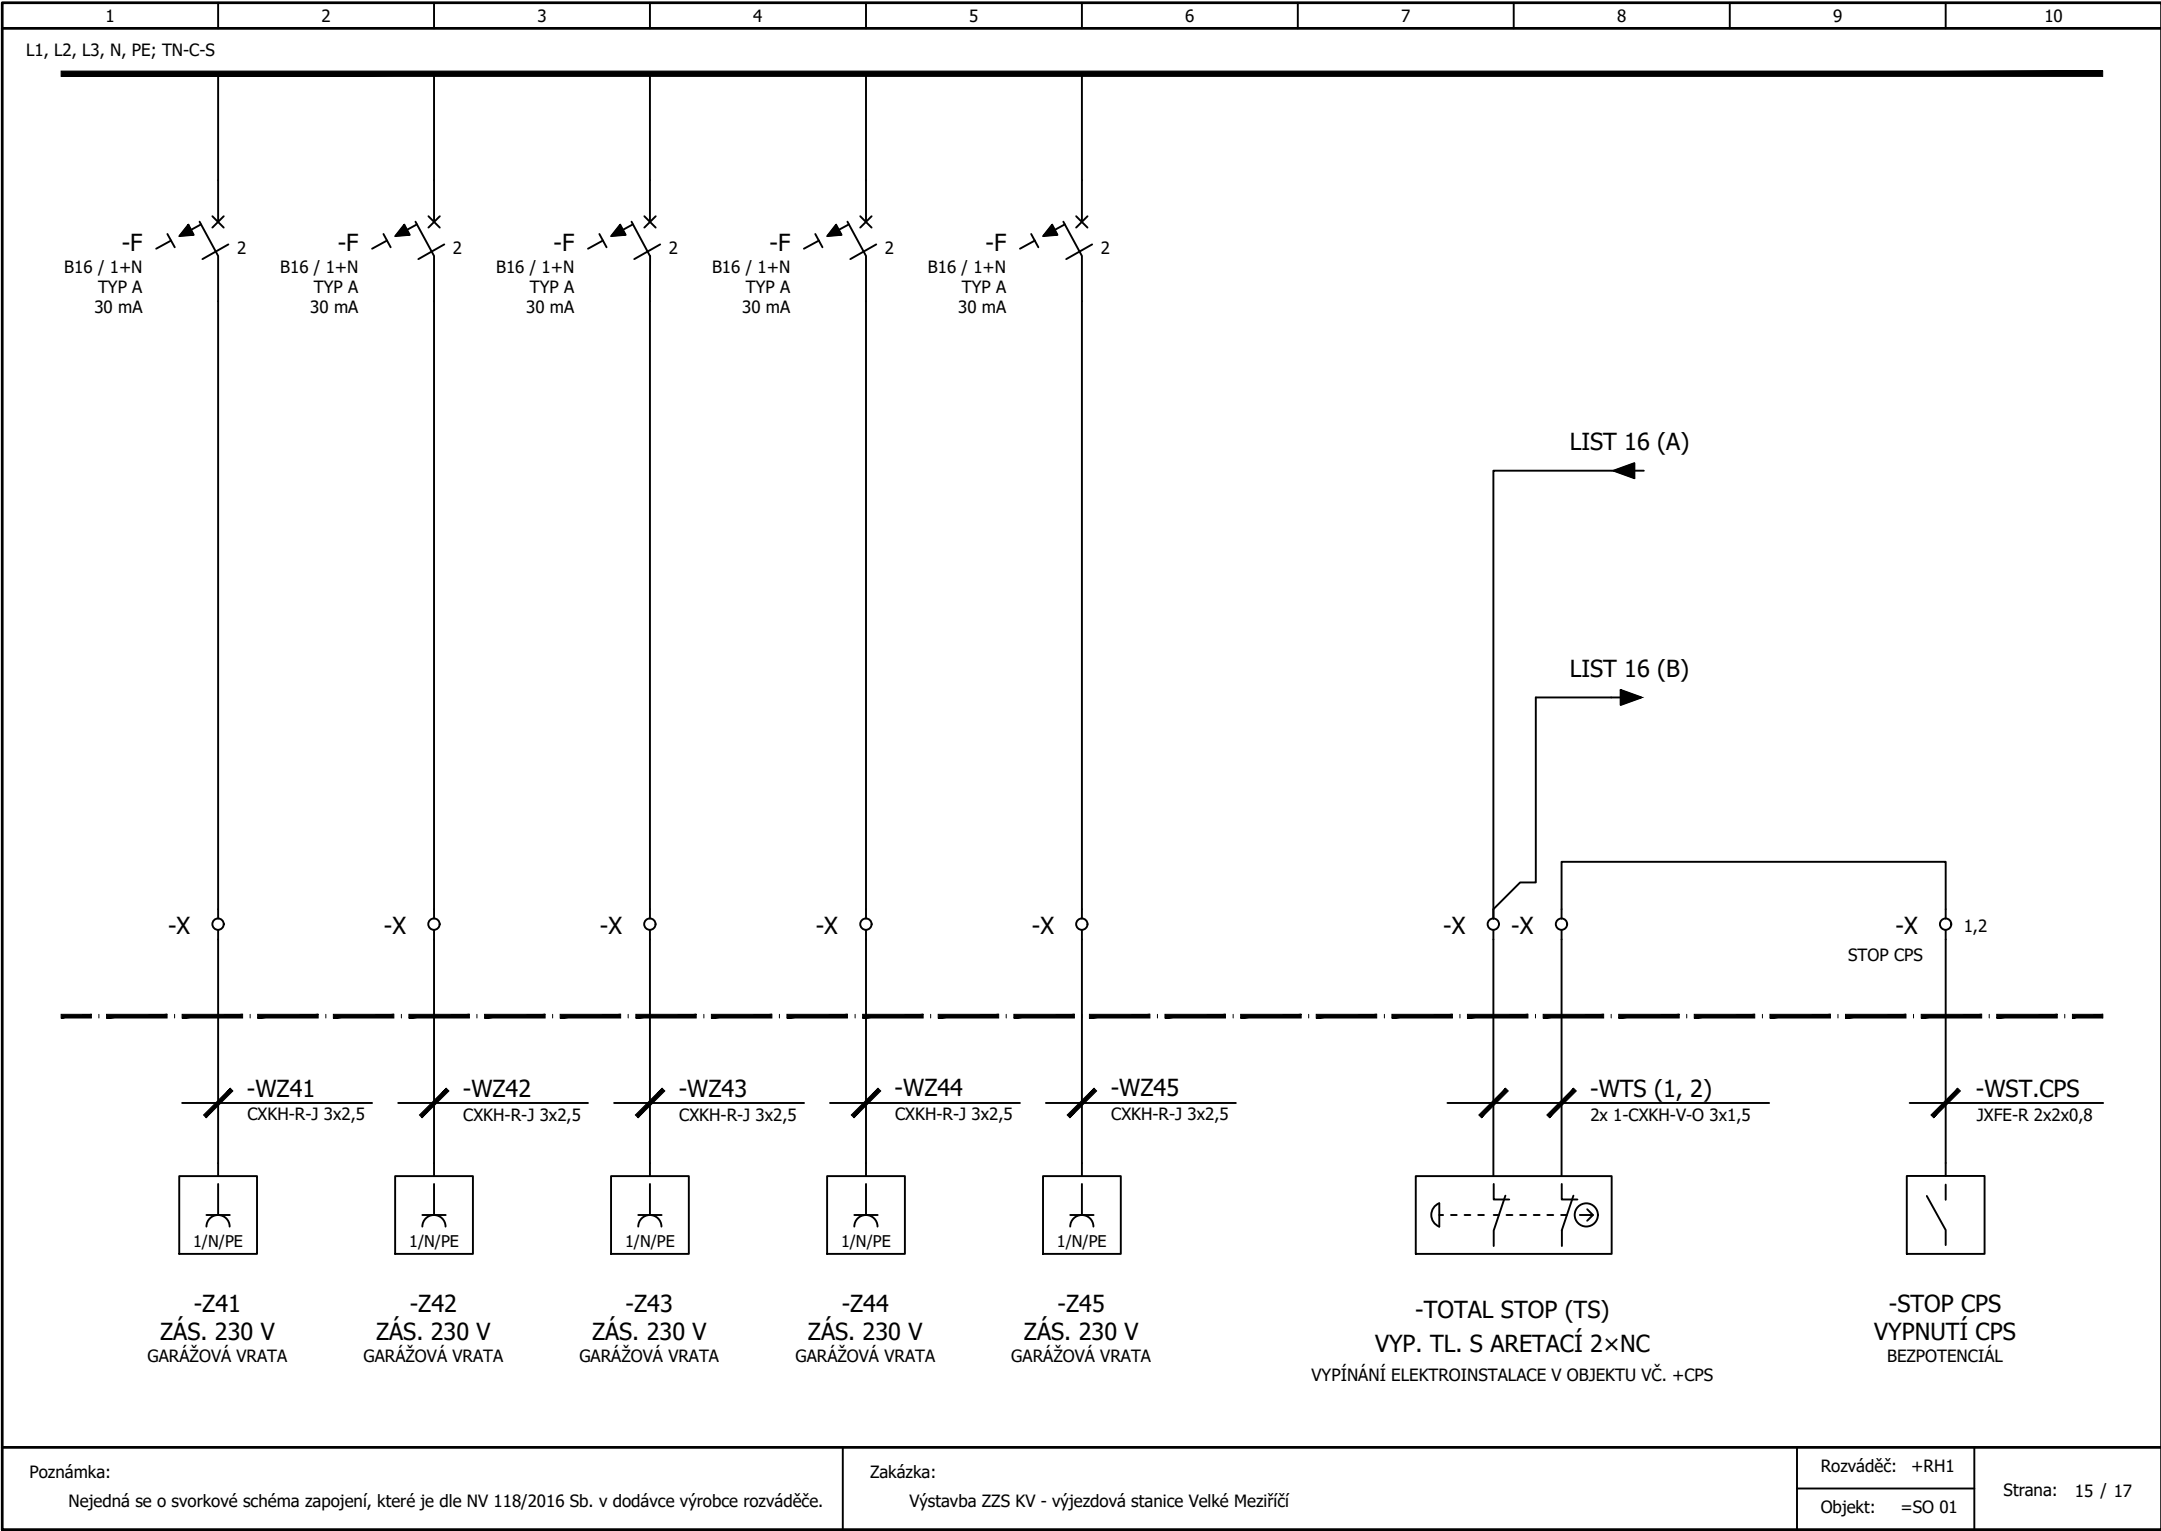 1 2 3 4 5 6 7 8 9 10
L1, L2, L3, N, PE; TN-C-S
-F 2 -F 2 -F 2 -F 2 -F 2
B16 / 1+N B16 / 1+N B16 / 1+N B16 / 1+N B16 / 1+N
TYP A TYP A TYP A TYP A TYP A
30 mA 30 mA 30 mA 30 mA 30 mA
LIST 16 (A)
LIST 16 (B)
-X -X -X -X -X -X -X -X 1,2
STOP CPS
-WZ41 -WZ42 -WZ43 -WZ44 -WZ45 -WTS (1, 2) -WST.CPS
CXKH-R-J 3x2,5 CXKH-R-J 3x2,5 CXKH-R-J 3x2,5 CXKH-R-J 3x2,5 CXKH-R-J 3x2,5 2x 1-CXKH-V-O 3x1,5 JXFE-R 2x2x0,8
1/N/PE 1/N/PE 1/N/PE 1/N/PE 1/N/PE
-Z41 -Z42 -Z43 -Z44 -Z45 -TOTAL STOP (TS) -STOP CPS
ZÁS. 230 V ZÁS. 230 V ZÁS. 230 V ZÁS. 230 V ZÁS. 230 V VYP. TL. S ARETACÍ 2×NC VYPNUTÍ CPS
GARÁŽOVÁ VRATA GARÁŽOVÁ VRATA GARÁŽOVÁ VRATA GARÁŽOVÁ VRATA GARÁŽOVÁ VRATA VYPÍNÁNÍ ELEKTROINSTALACE V OBJEKTU VČ. +CPS BEZPOTENCIÁL
Poznámka:
Nejedná se o svorkové schéma zapojení, které je dle NV 118/2016 Sb. v dodávce výrobce rozváděče.
Zakázka:
Výstavba ZZS KV - výjezdová stanice Velké Meziříčí
Rozváděč: +RH1
Objekt: =SO 01
Strana: 15 / 17